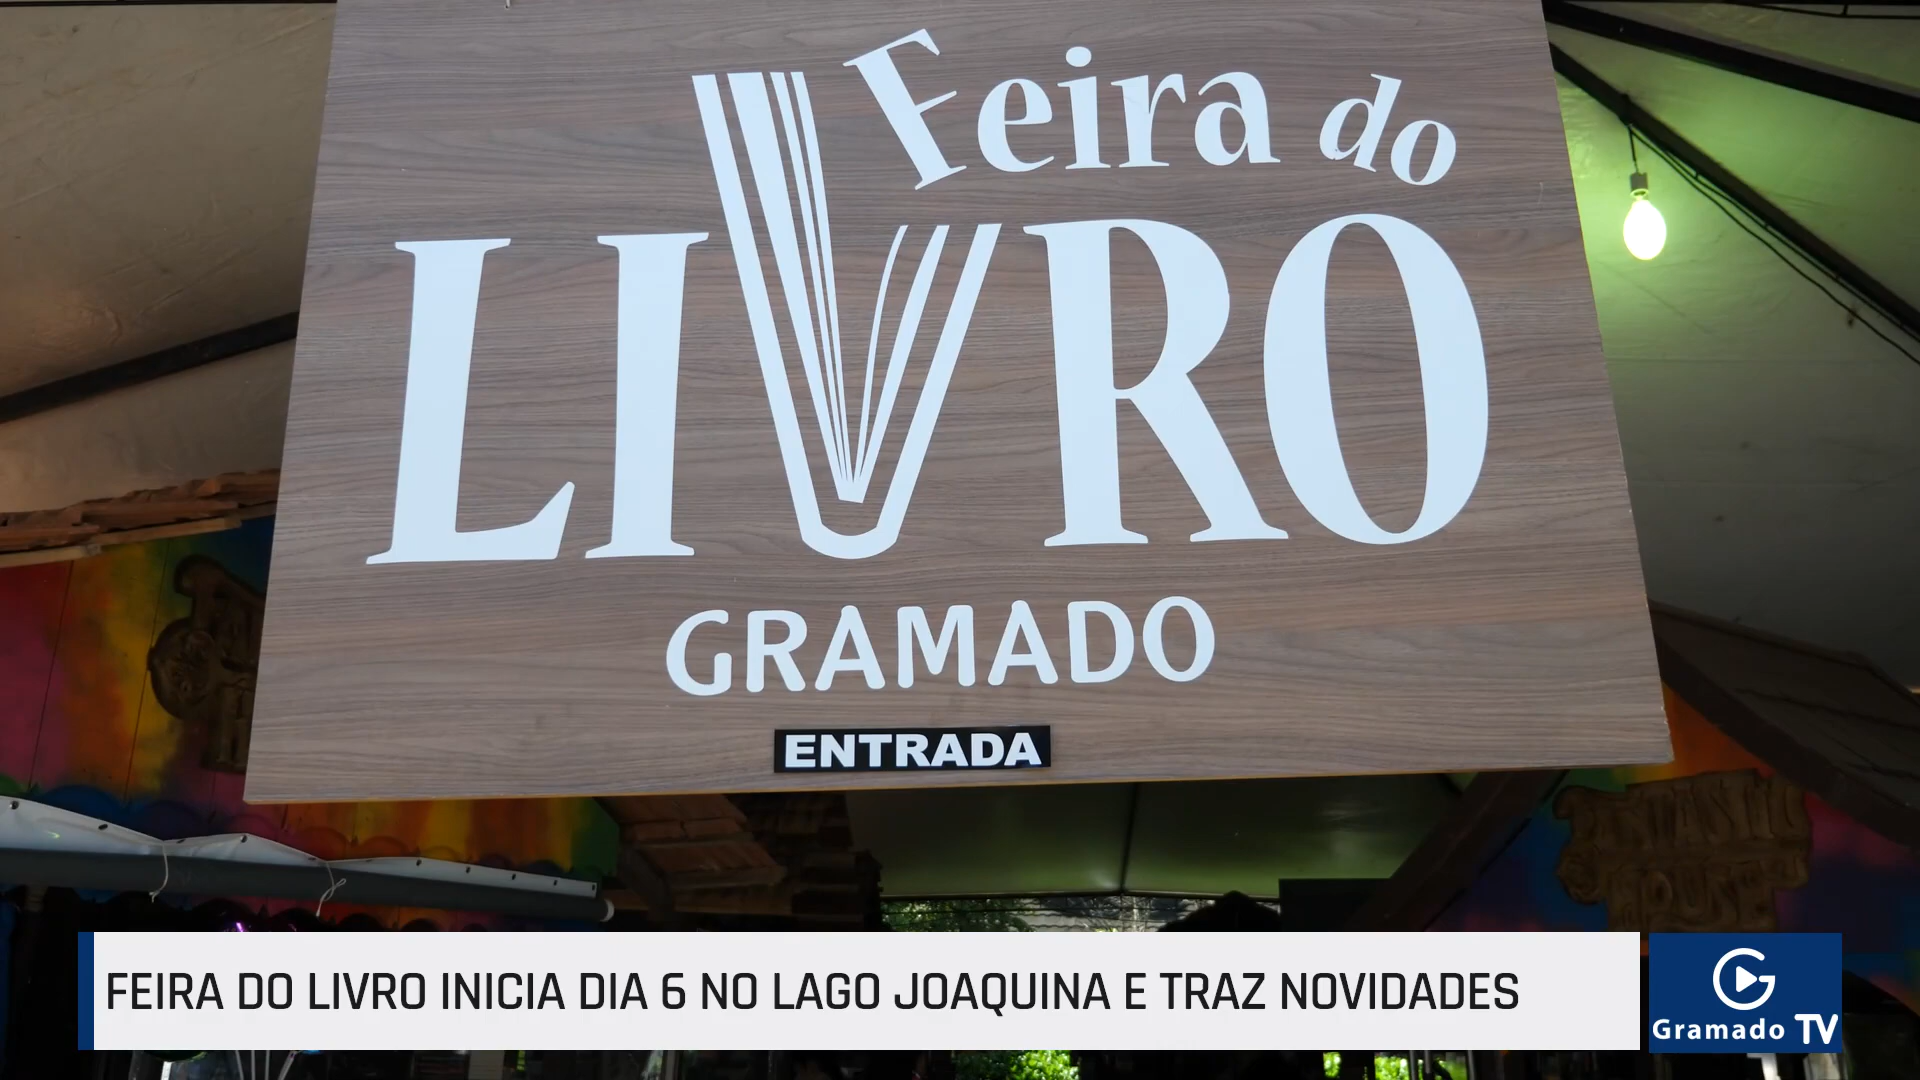 Feira do
LIVRO
GRAMADO
ENTRADA
FEIRA DO LIVRO INICIA DIA 6 NO LAGO JOAQUINA E TRAZ NOVIDADES
Gramado TV